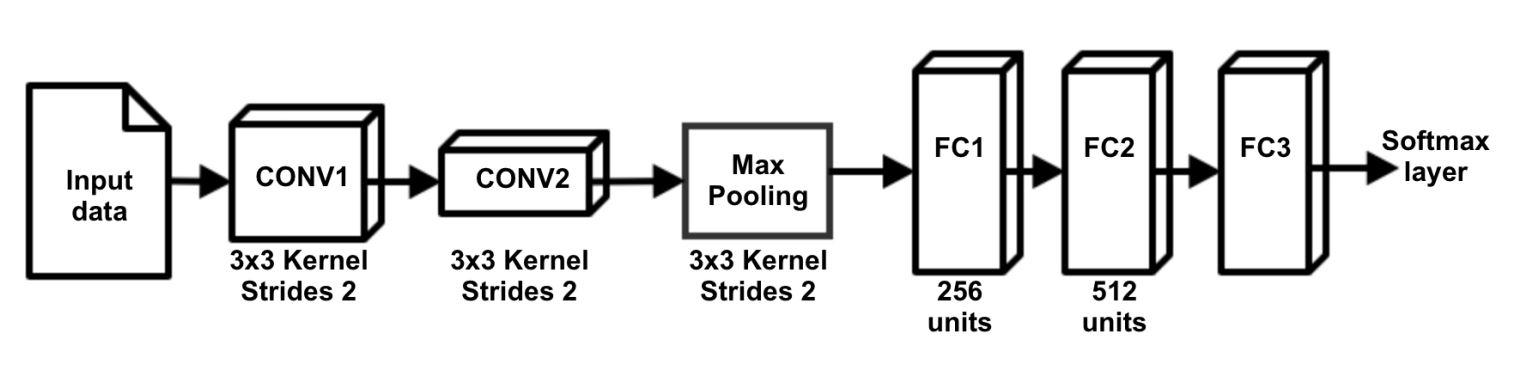 Input
data
CONV1
3x3 Kernel
Strides 2
CONV2
3x3 Kernel
Strides 2
Max
Pooling
3x3 Kernel
Strides 2
FC1
256
units
FC2
512
units
FC3
Softmax
layer